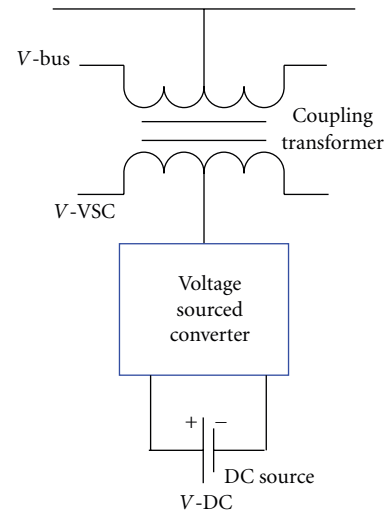 V-bus
Coupling
transformer
V-VSC
Voltage
sourced
converter
+ −
DC source
V-DC